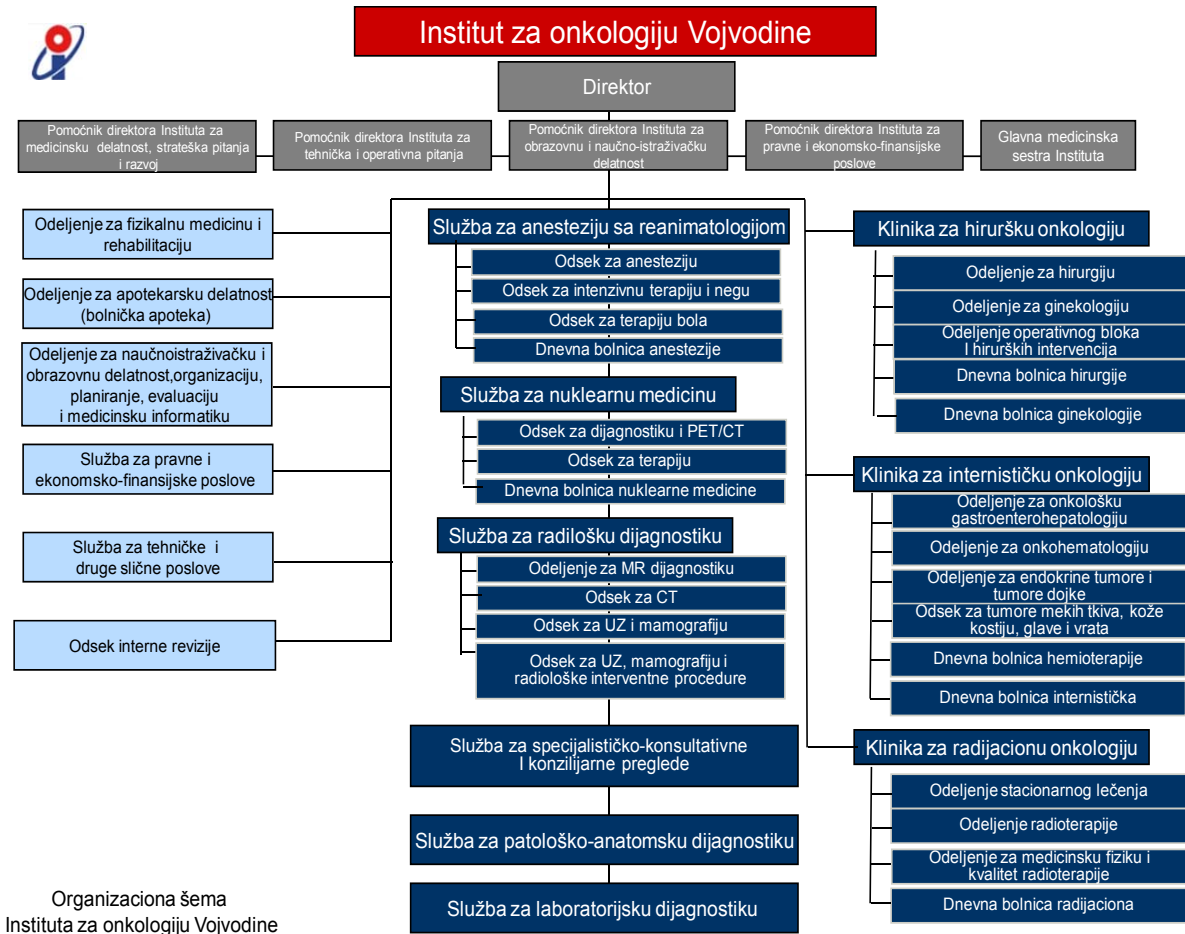 Institut za onkologiju Vojvodine
Direktor
Pomoćnik direktora Instituta za
medicinsku delatnost, strateška pitanja
i razvoj
Pomoćnik direktora Instituta za
tehnička i operativna pitanja
Pomoćnik direktora Instituta za
obrazovnu i naučno-istraživačku
delatnost
Pomoćnik direktora Instituta za
pravne i ekonomsko-finansijske
poslove
Glavna medicinska
sestra Instituta
Odeljenje za fizikalnu medicinu i
rehabilitaciju
Odeljenje za apotekarsku delatnost
(bolnička apoteka)
Odeljenje za naučnoistraživačku i
obrazovnu delatnost,organizaciju,
planiranje, evaluaciju
i medicinsku informatiku
Služba za pravne i
ekonomsko-finansijske poslove
Služba za tehničke i
druge slične poslove
Odsek interne revizije
Služba za anesteziju sa reanimatologijom
Odsek za anesteziju
Odsek za intenzivnu terapiju i negu
Odsek za terapiju bola
Dnevna bolnica anestezije
Služba za nuklearnu medicinu
Odsek za dijagnostiku i PET/CT
Odsek za terapiju
Dnevna bolnica nuklearne medicine
Služba za radilošku dijagnostiku
Odeljenje za MR dijagnostiku
Odsek za CT
Odsek za UZ i mamografiju
Odsek za UZ, mamografiju i
radiološke interventne procedure
Služba za specijalističko-konsultativne
I konzilijarne preglede
Služba za patološko-anatomsku dijagnostiku
Služba za laboratorijsku dijagnostiku
Klinika za hiruršku onkologiju
Odeljenje za hirurgiju
Odeljenje za ginekologiju
Odeljenje operativnog bloka
I hirurških intervencija
Dnevna bolnica hirurgije
Dnevna bolnica ginekologije
Klinika za internističku onkologiju
Odeljenje za onkološku
gastroenterohepatologiju
Odeljenje za onkohematologiju
Odeljenje za endokrine tumore i
tumore dojke
Odsek za tumore mekih tkiva, kože
kostiju, glave i vrata
Dnevna bolnica hemioterapije
Dnevna bolnica internistička
Klinika za radijacionu onkologiju
Odeljenje stacionarnog lečenja
Odeljenje radioterapije
Odeljenje za medicinsku fiziku i
kvalitet radioterapije
Dnevna bolnica radijaciona
Organizaciona šema
Instituta za onkologiju Vojvodine